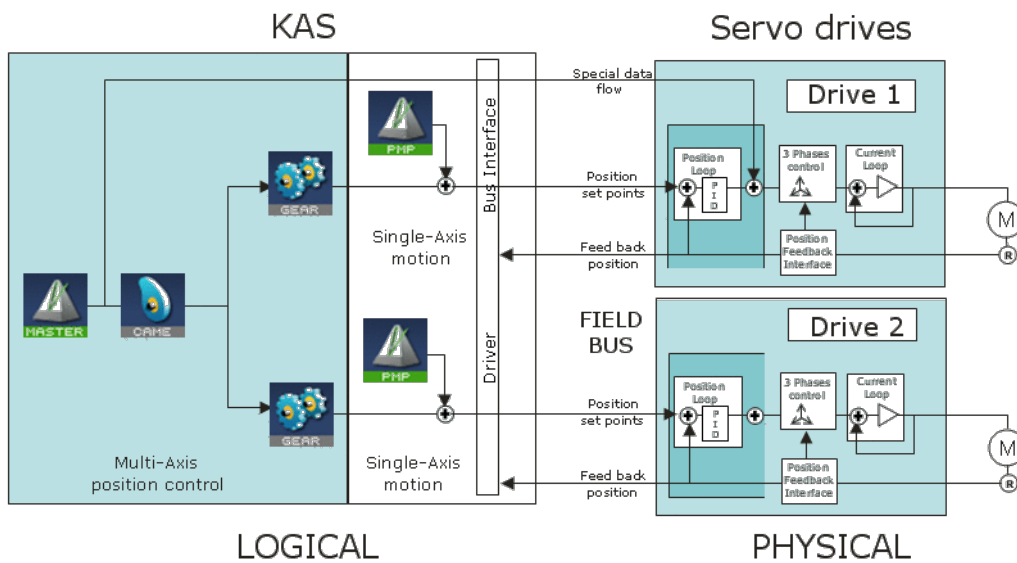 KAS
Servo drives
Special data
flow
Drive 1
PMP
Bus Interface
Position
Loop
P
I
D
3 Phases
control
Current
Loop
GEAR
Position
set points
M
Single-Axis
motion
Feed back
position
Position
Feedback
Interface
R
MASTER
CAME
FIELD
BUS
Drive 2
PMP
Driver
Position
Loop
P
I
D
3 Phases
control
Current
Loop
GEAR
Position
set points
M
Multi-Axis
position control
Single-Axis
motion
Feed back
position
Position
Feedback
Interface
R
LOGICAL
PHYSICAL